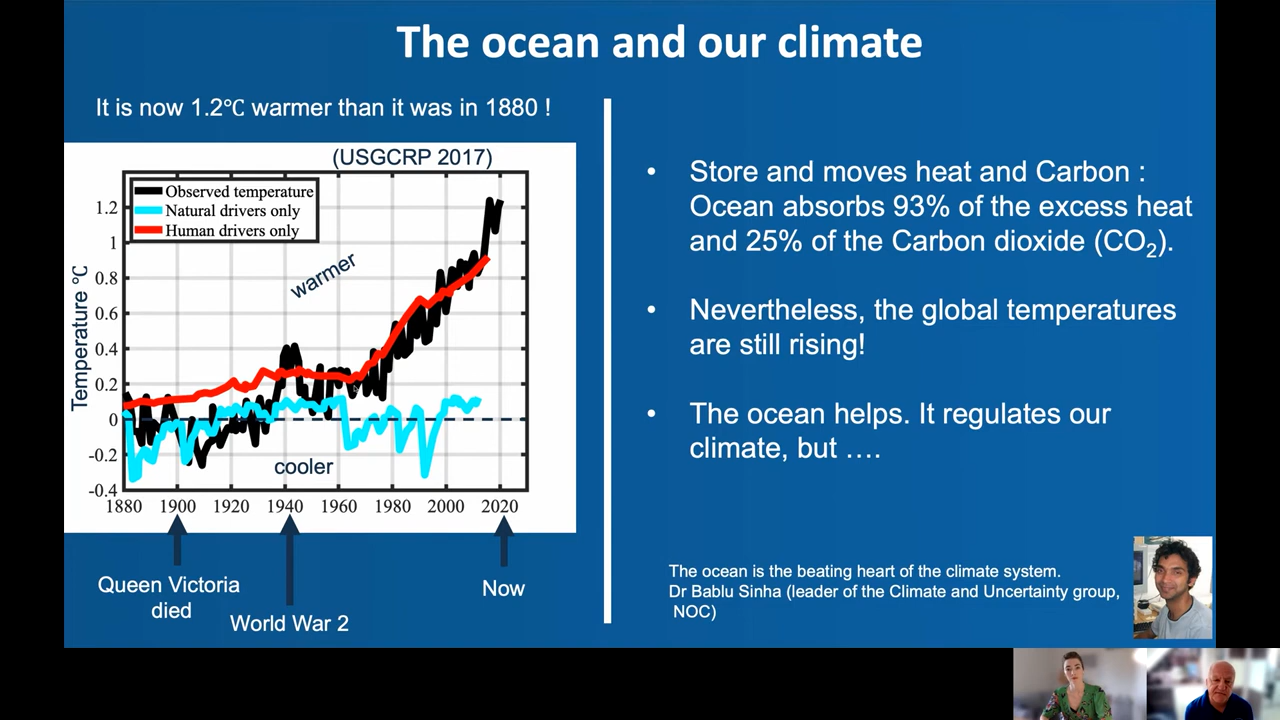 The ocean and our climate
It is now 1.2℃ warmer than it was in 1880 !
(USGCRP 2017)
Observed temperature
Natural drivers only
Human drivers only
warmer
cooler
Temperature ℃
1.2
1
0.8
0.6
0.4
0.2
0
-0.2
-0.4
1880 1900 1920 1940 1960 1980 2000 2020
Queen Victoria
died
World War 2
Now
• Store and moves heat and Carbon :
Ocean absorbs 93% of the excess heat
and 25% of the Carbon dioxide (CO₂).
• Nevertheless, the global temperatures
are still rising!
• The ocean helps. It regulates our
climate, but ….
The ocean is the beating heart of the climate system.
Dr Bablu Sinha (leader of the Climate and Uncertainty group,
NOC)